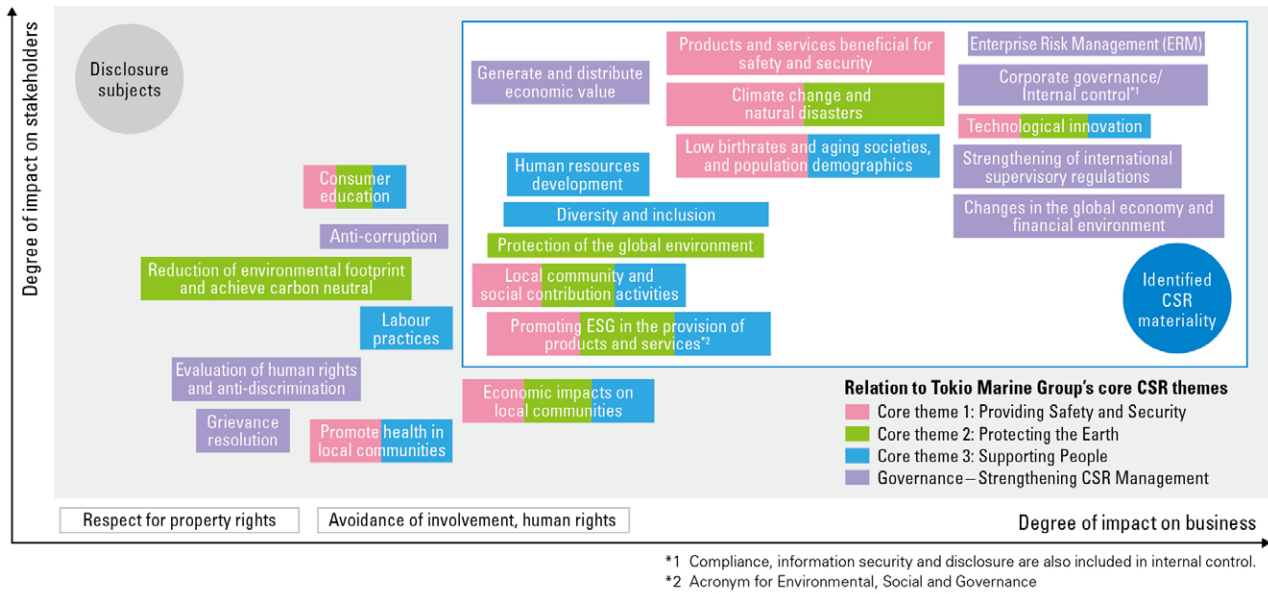 Degree of impact on stakeholders
Disclosure
subjects
Generate and distribute
economic value
Products and services beneficial for
safety and security
Climate change and
natural disasters
Low birthrates and aging societies,
and population demographics
Enterprise Risk Management (ERM)
Corporate governance/
Internal control*1
Technological innovation
Strengthening of international
supervisory regulations
Changes in the global economy and
financial environment
Human resources
development
Diversity and inclusion
Protection of the global environment
Local community and
social contribution activities
Promoting ESG in the provision of
products and services*2
Identified
CSR
materiality
Consumer
education
Anti-corruption
Reduction of environmental footprint
and achieve carbon neutral
Labour
practices
Evaluation of human rights
and anti-discrimination
Grievance
resolution
Promote health in
local communities
Economic impacts on
local communities
Relation to Tokio Marine Group's core CSR themes
Core theme 1: Providing Safety and Security
Core theme 2: Protecting the Earth
Core theme 3: Supporting People
Governance – Strengthening CSR Management
Respect for property rights
Avoidance of involvement, human rights
Degree of impact on business
*1 Compliance, information security and disclosure are also included in internal control.
*2 Acronym for Environmental, Social and Governance